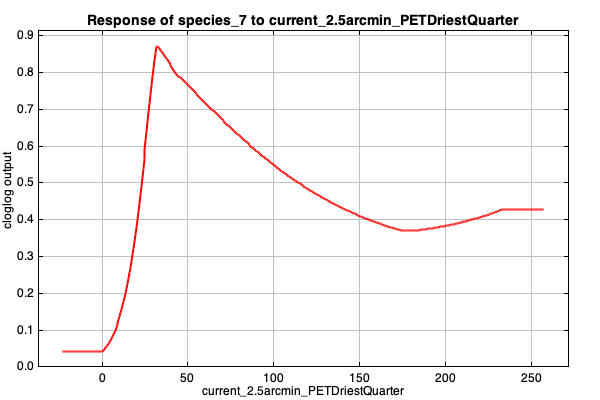 Response of species_7 to current_2.5arcmin_PETDriestQuarter
cloglog output
0.9
0.8
0.7
0.6
0.5
0.4
0.3
0.2
0.1
0.0
0 50 100 150 200 250
current_2.5arcmin_PETDriestQuarter